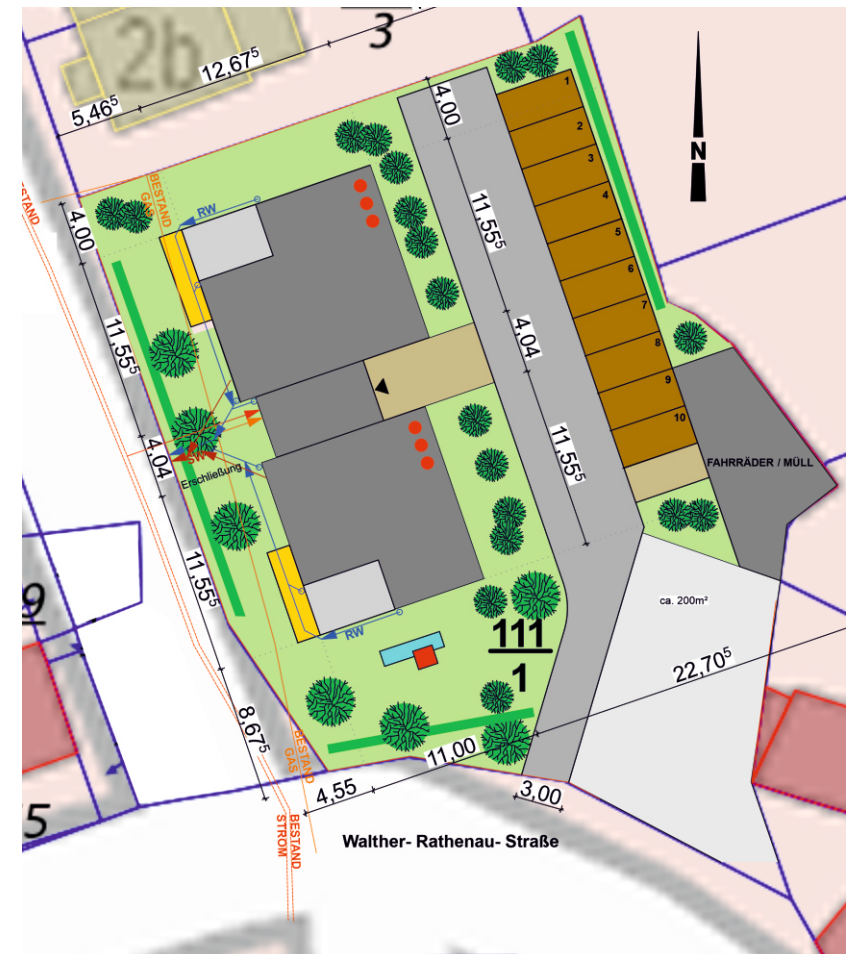 3
2b
12,67⁵
5,46⁵
4,00
N
1
2
3
4
5
6
7
8
9
10
BESTAND
GAS
RW
STAND
4,00
11,55⁵
11,55⁵
4,04
11,55⁵
4,04
SW
Erschließung
FAHRRÄDER / MÜLL
11,55⁵
9
ca. 200m²
RW
111
1
22,70⁵
8,67⁵
BESTAND
GAS
11,00
4,55
3,00
5
BESTAND
STROM
Walther- Rathenau- Straße